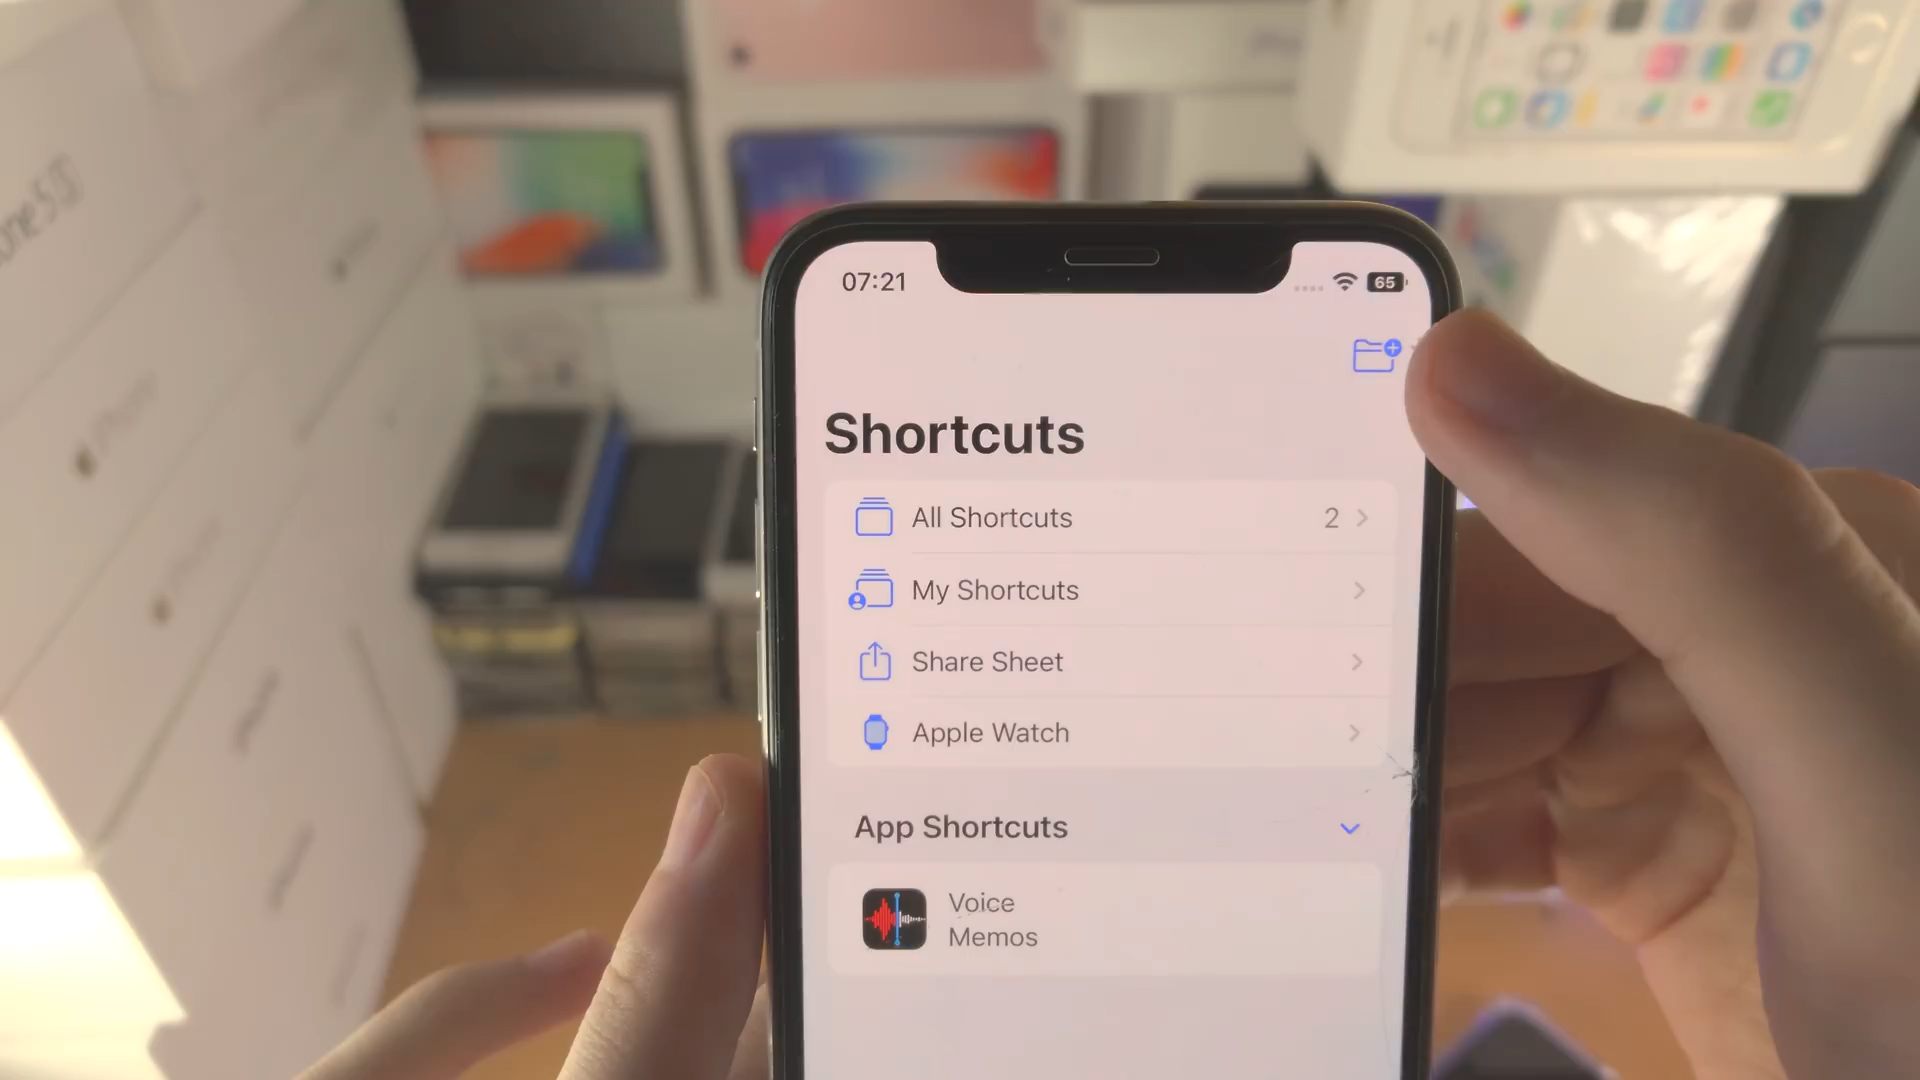 07:21
65
Shortcuts
All Shortcuts 2
My Shortcuts
Share Sheet
Apple Watch
App Shortcuts
Voice
Memos